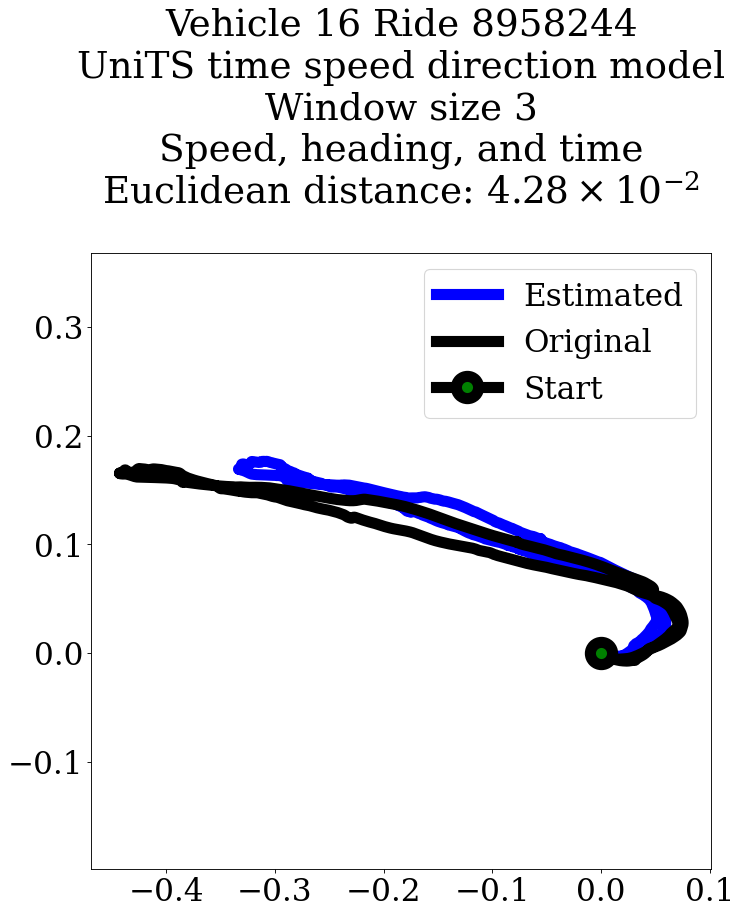 Vehicle 16 Ride 8958244
UniTS time speed direction model
Window size 3
Speed, heading, and time
Euclidean distance: 4.28 × 10⁻²
Estimated
Original
Start
0.3
0.2
0.1
0.0
−0.1
−0.4 −0.3 −0.2 −0.1 0.0 0.1